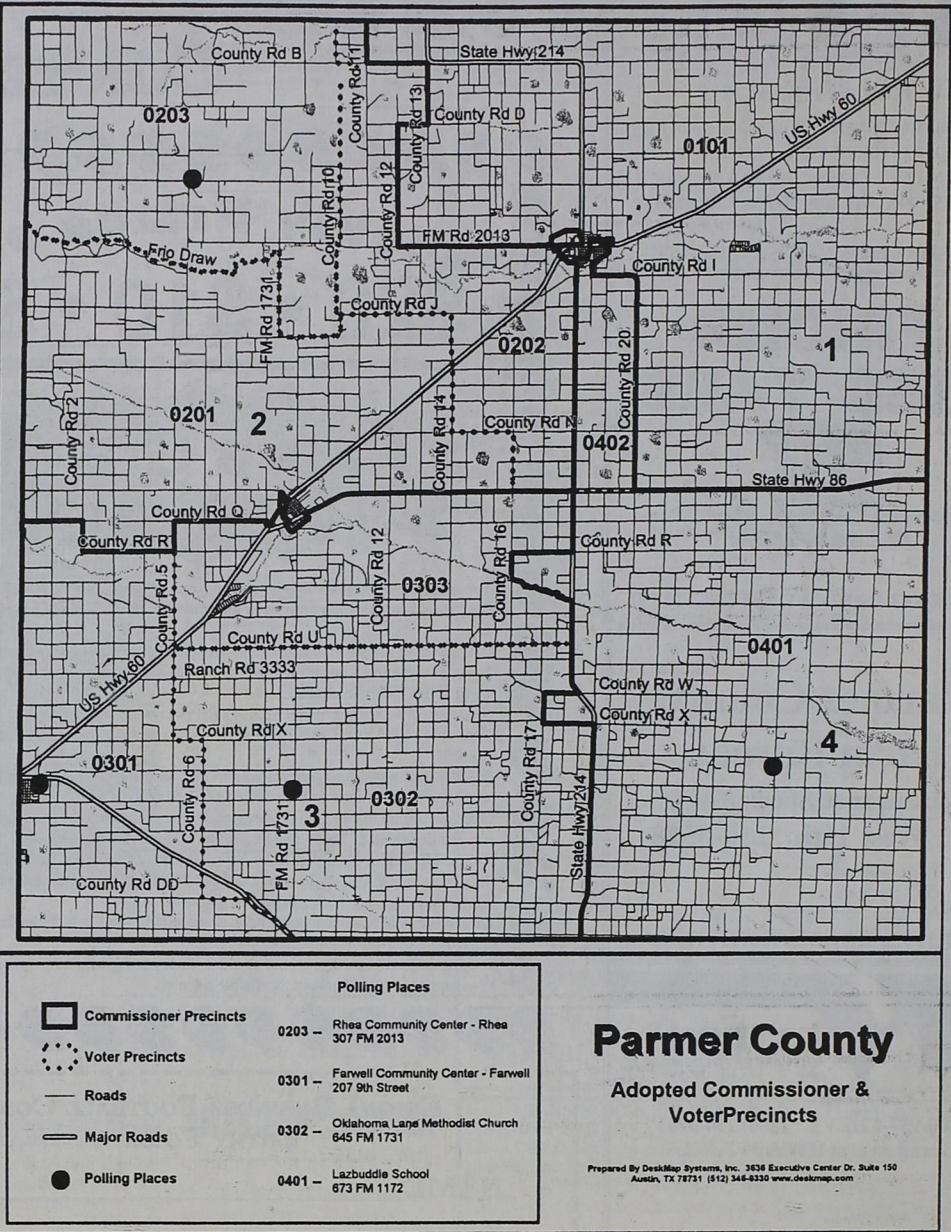 County Rd B
County Rd 11
State Hwy 214
0203
County Rd 13
County Rd D
US Hwy 60
0101
County Rd 10
County Rd 12
FM Rd 2013
Frio Draw
County Rd I
FM Rd 1731
County Rd J
0202
County Rd 20
1
County Rd 2
0201
2
County Rd 14
County Rd N
0402
State Hwy 86
County Rd Q
County Rd R
County Rd 5
County Rd 12
0303
County Rd 16
County Rd R
County Rd U
0401
Ranch Rd 3333
US Hwy 60
County Rd W
County Rd X
County Rd X
County Rd 17
4
0301
County Rd 6
FM Rd 1731
3
0302
State Hwy 214
County Rd DD
Commissioner Precincts
Voter Precincts
Roads
Major Roads
Polling Places
Polling Places
0203 -- Rhea Community Center - Rhea
307 FM 2013
0301 -- Farwell Community Center - Farwell
207 9th Street
0302 -- Oklahoma Lane Methodist Church
645 FM 1731
0401 -- Lazbuddie School
673 FM 1172
Parmer County
Adopted Commissioner &
VoterPrecincts
Prepared By DeskMap Systems, Inc. 3636 Executive Center Dr. Suite 150
Austin, TX 78731 (512) 346-9330 www.deskmap.com